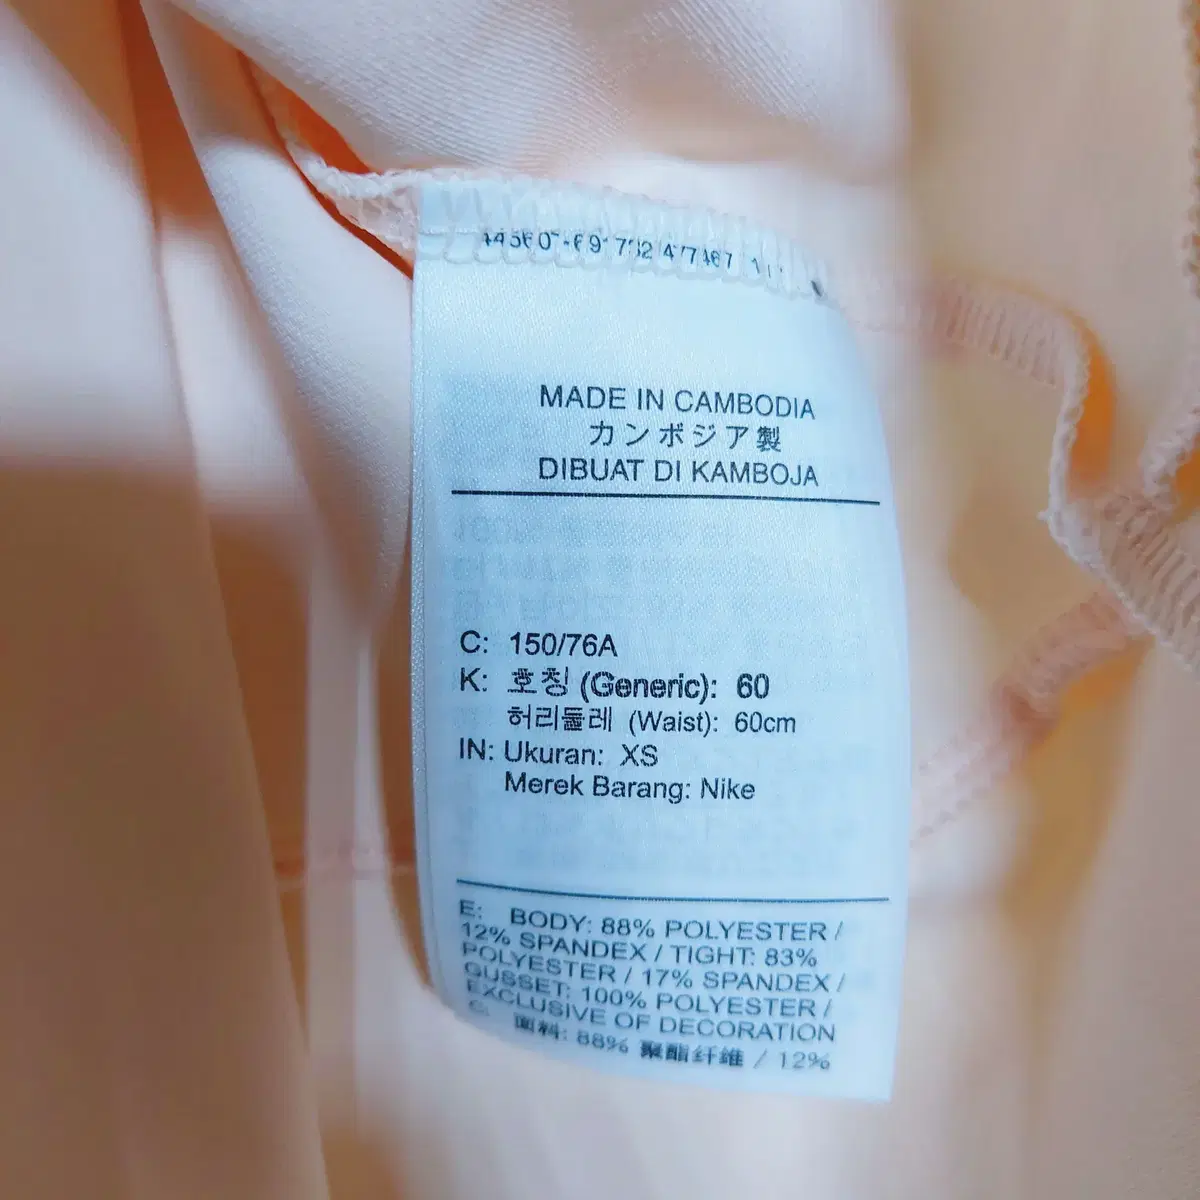 MADE IN CAMBODIA
カンボジア製
DIBUAT DI KAMBOJA
C: 150/76A
K: 호칭 (Generic): 60
허리둘레 (Waist): 60cm
IN: Ukuran: XS
Merek Barang: Nike
E: BODY: 88% POLYESTER /
12% SPANDEX / TIGHT: 83%
POLYESTER / 17% SPANDEX /
GUSSET: 100% POLYESTER /
EXCLUSIVE OF DECORATION
面料: 88% 聚酯纤维 / 12%